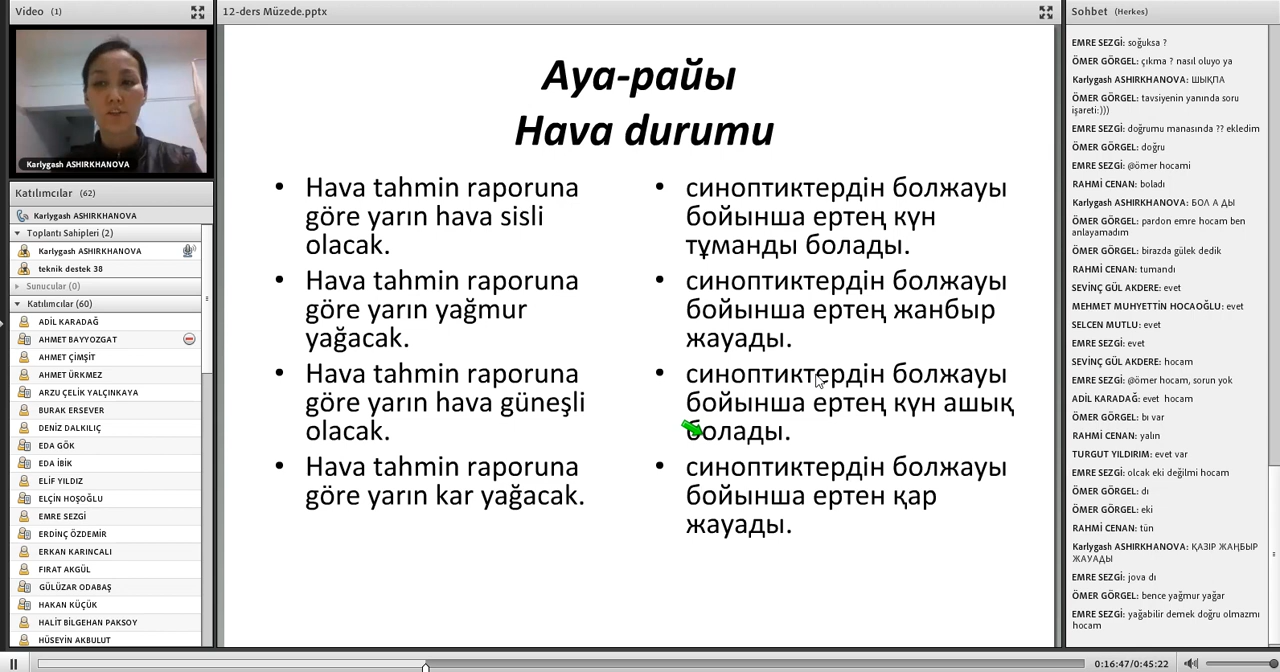 Video (1)
Karlygash ASHIRKHANOVA
Katılımcılar (62)
Karlygash ASHIRKHANOVA
Toplantı Sahipleri (2)
Karlygash ASHIRKHANOVA
teknik destek 38
Sunucular (0)
Katılımcılar (60)
ADİL KARADAĞ
AHMET BAYYOZGAT
AHMET ÇİMŞİT
AHMET ÜRKMEZ
ARZU ÇELİK YALÇINKAYA
BURAK ERSEVER
DENİZ DALKILIÇ
EDA GÖK
EDA İBİK
ELİF YILDIZ
ELÇİN HOŞOĞLU
EMRE SEZGİ
ERDİNÇ ÖZDEMİR
ERKAN KARINCALI
FIRAT AKGÜL
GÜLÜZAR ODABAŞ
HAKAN KÜÇÜK
HALİT BİLGEHAN PAKSOY
HÜSEYİN AKBULUT
12-ders Müzede.pptx
Ауа-райы
Hava durumu
• Hava tahmin raporuna
göre yarın hava sisli
olacak.
• Hava tahmin raporuna
göre yarın yağmur
yağacak.
• Hava tahmin raporuna
göre yarın hava güneşli
olacak.
• Hava tahmin raporuna
göre yarın kar yağacak.
• синоптиктердін болжауы
бойынша ертең күн
тұманды болады.
• синоптиктердін болжауы
бойынша ертең жанбыр
жауады.
• синоптиктердін болжауы
бойынша ертең күн ашық
болады.
• синоптиктердін болжауы
бойынша ертен қар
жауады.
Sohbet (Herkes)
EMRE SEZGİ: soğuksa ?
ÖMER GÖRGEL: çıkma ? nasıl oluyo ya
Karlygash ASHIRKHANOVA: ШЫҚПА
ÖMER GÖRGEL: tavsiyenin yanında soru
işareti:)))
EMRE SEZGİ: doğrumu manasında ?? ekledim
ÖMER GÖRGEL: doğru
EMRE SEZGİ: @ömer hocami
RAHMİ CENAN: boladı
Karlygash ASHIRKHANOVA: БОЛ А ДЫ
ÖMER GÖRGEL: pardon emre hocam ben
anlayamadım
ÖMER GÖRGEL: birazda gülek dedik
RAHMİ CENAN: tumandı
SEVİNÇ GÜL AKDERE: evet
MEHMET MUHYETTİN HOCAOĞLU: evet
SELCEN MUTLU: evet
EMRE SEZGİ: evet
SEVİNÇ GÜL AKDERE: hocam
EMRE SEZGİ: @ömer hocam, sorun yok
ADİL KARADAĞ: evet hocam
ÖMER GÖRGEL: bı var
RAHMİ CENAN: yalın
TURGUT YILDIRIM: evet var
EMRE SEZGİ: olcak eki değilmi hocam
ÖMER GÖRGEL: dı
ÖMER GÖRGEL: eki
RAHMİ CENAN: tün
Karlygash ASHIRKHANOVA: ҚАЗІР ЖАҢБЫР
ЖАУАДЫ
EMRE SEZGİ: jova dı
ÖMER GÖRGEL: bence yağmur yağar
EMRE SEZGİ: yağabilir demek doğru olmazmı
hocam
0:16:47/0:45:22